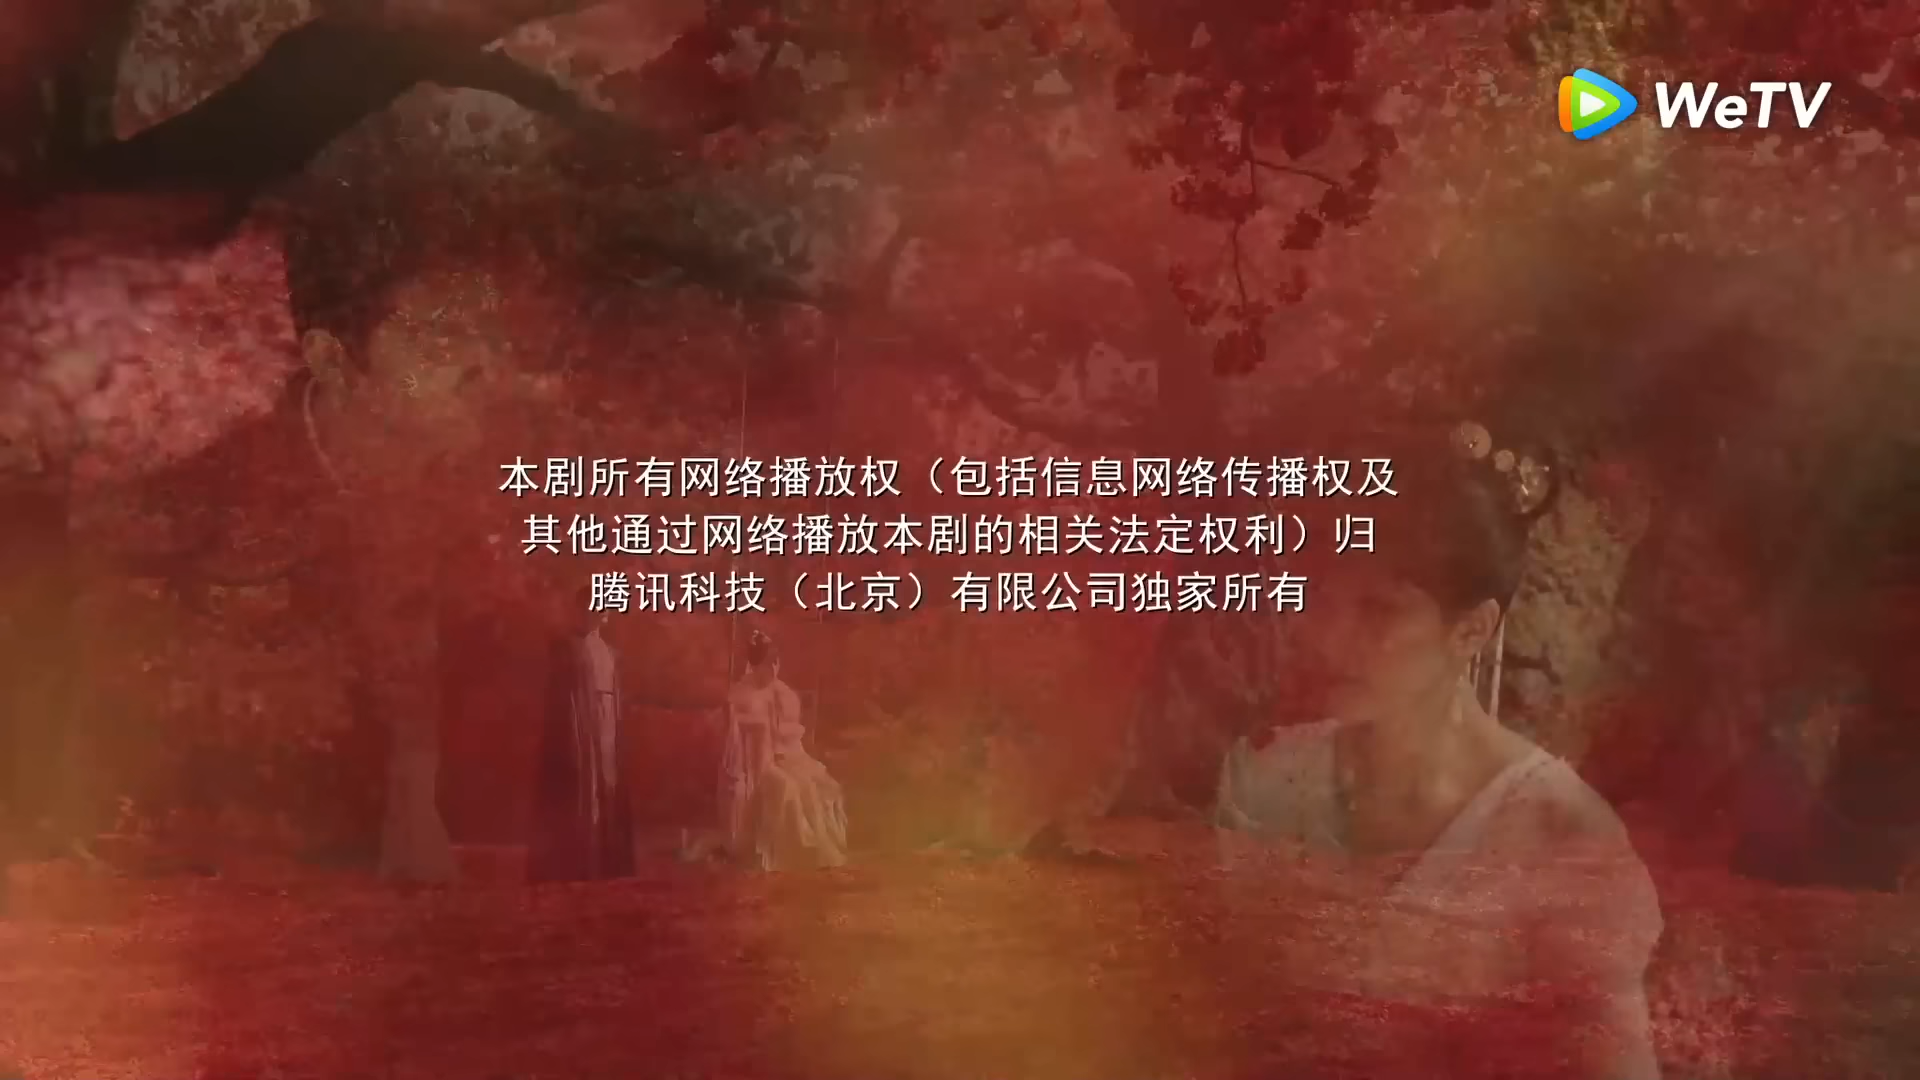 WeTV
本剧所有网络播放权（包括信息网络传播权及
其他通过网络播放本剧的相关法定权利）归
腾讯科技（北京）有限公司独家所有